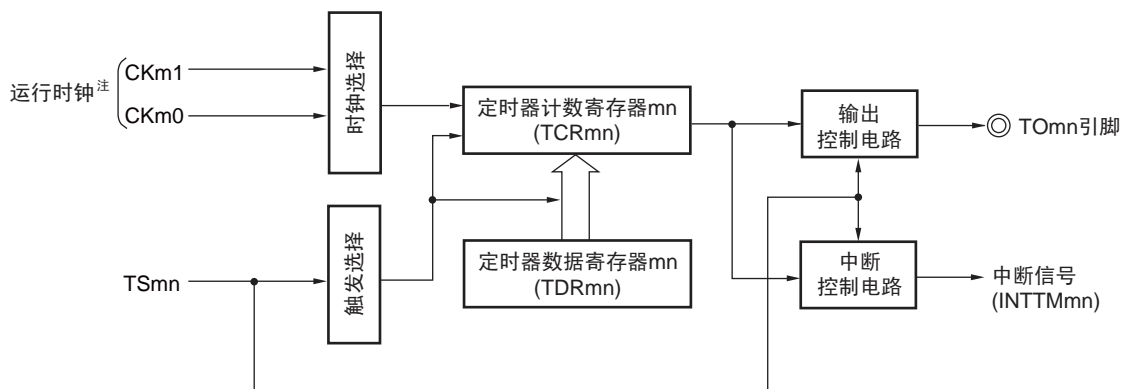 运行时钟注
CKm1
CKm0
时钟选择
定时器计数寄存器mn
(TCRmn)
输出
控制电路
TOmn引脚
TSmn
触发选择
定时器数据寄存器mn
(TDRmn)
中断
控制电路
中断信号
(INTTMmn)